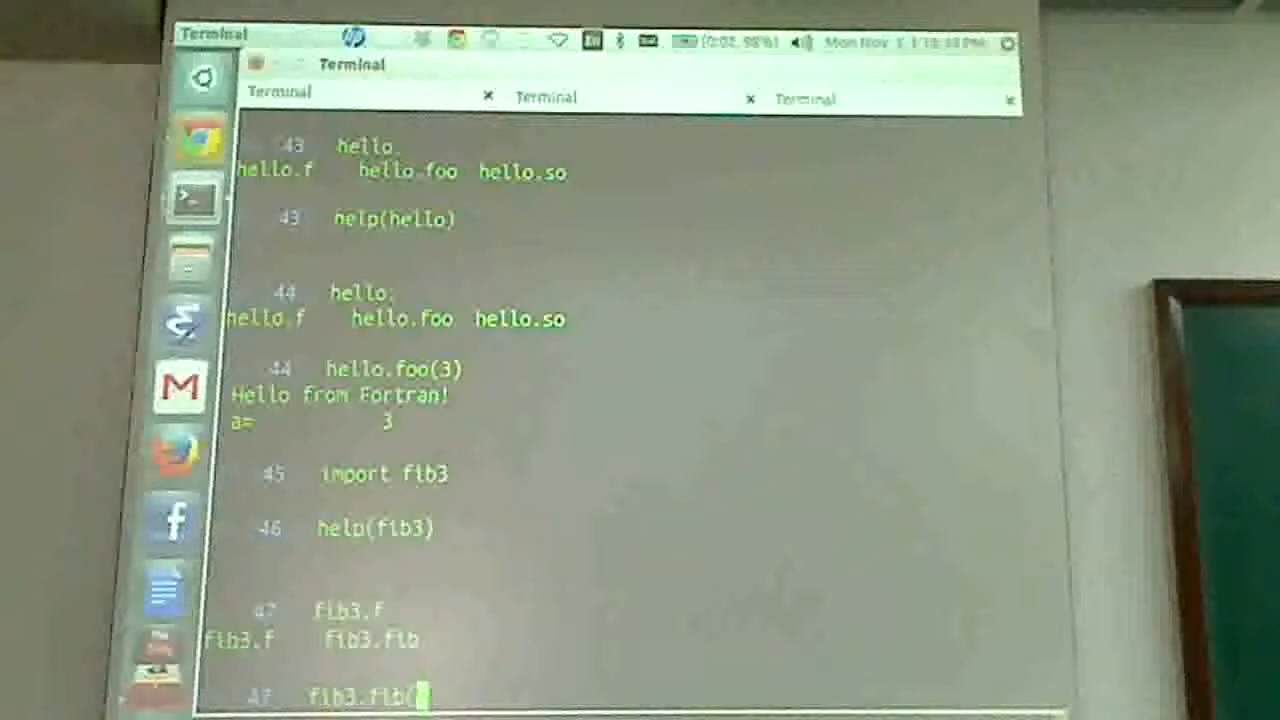 Terminal
Terminal
Terminal
Terminal
Terminal
43 hello.
hello.f hello.foo hello.so
43 help(hello)
44 hello.
hello.f hello.foo hello.so
44 hello.foo(3)
Hello from Fortran!
a= 3
45 import fib3
46 help(fib3)
47 fib3.f
fib3.f fib3.fib
47 fib3.fib(